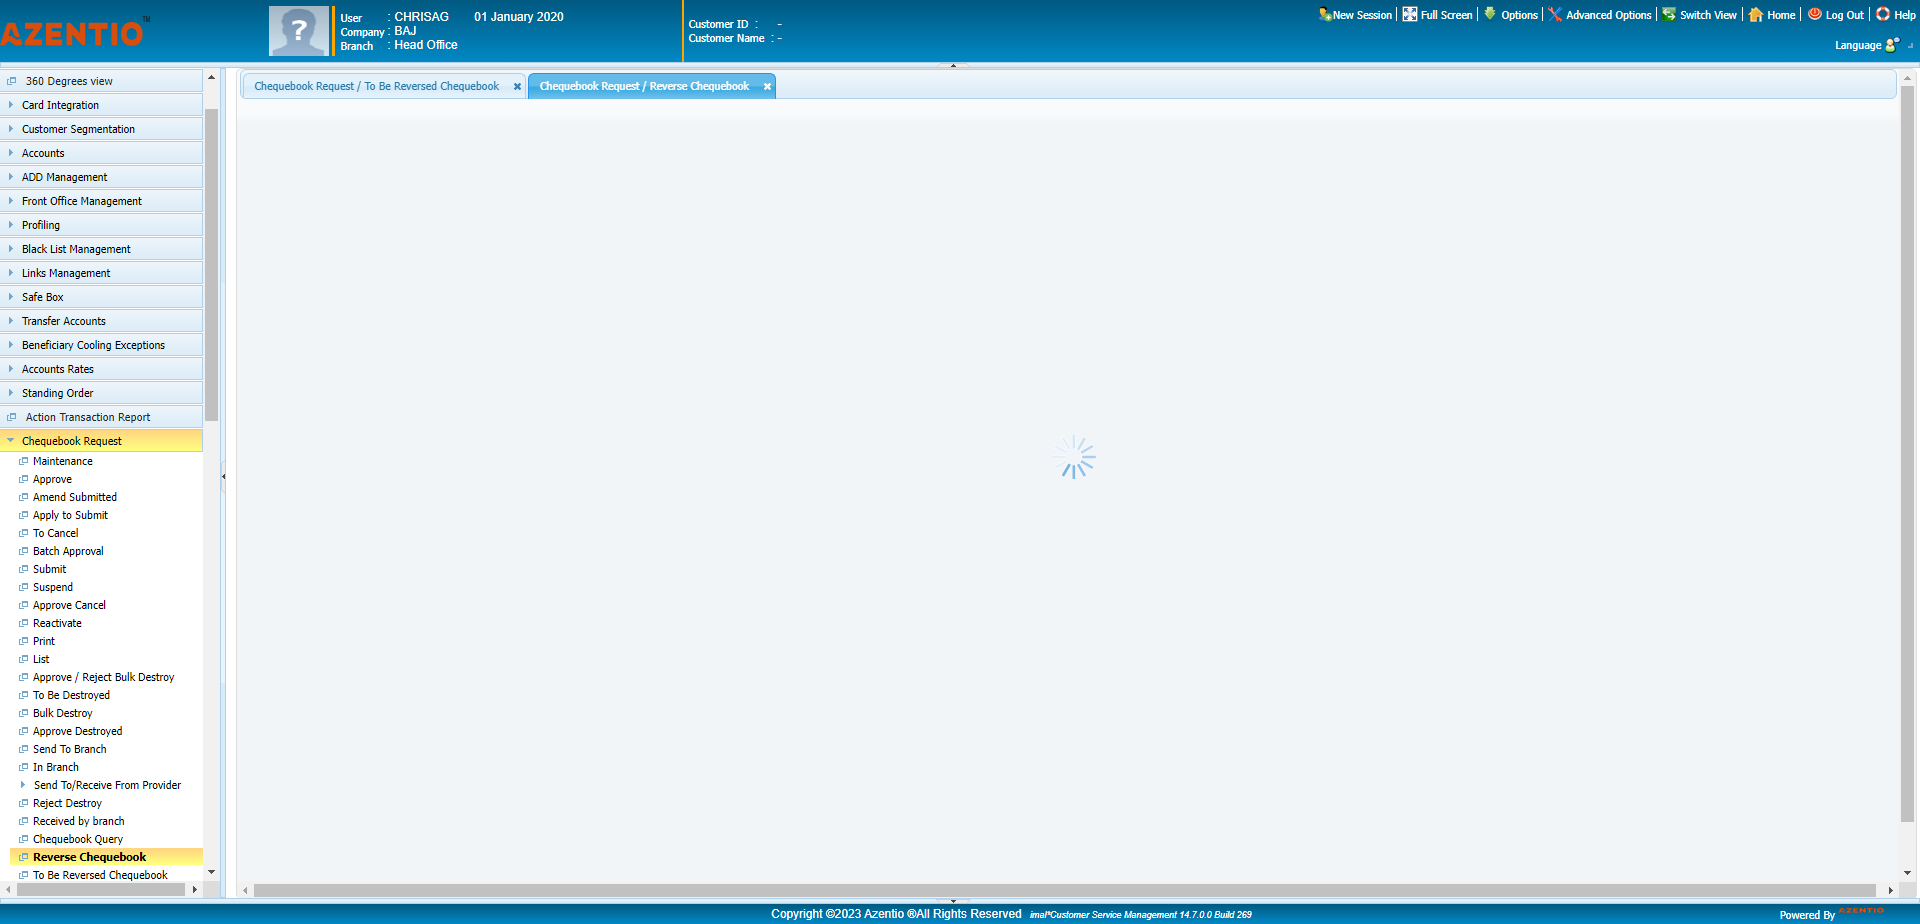 AZENTIO™
User : CHRISAG 01 January 2020
Company : BAJ
Branch : Head Office
Customer ID : -
Customer Name : -
New Session | Full Screen | Options | Advanced Options | Switch View | Home | Log Out | Help
Language
360 Degrees view
Card Integration
Customer Segmentation
Accounts
ADD Management
Front Office Management
Profiling
Black List Management
Links Management
Safe Box
Transfer Accounts
Beneficiary Cooling Exceptions
Accounts Rates
Standing Order
Action Transaction Report
Chequebook Request
Maintenance
Approve
Amend Submitted
Apply to Submit
To Cancel
Batch Approval
Submit
Suspend
Approve Cancel
Reactivate
Print
List
Approve / Reject Bulk Destroy
To Be Destroyed
Bulk Destroy
Approve Destroyed
Send To Branch
In Branch
Send To/Receive From Provider
Reject Destroy
Received by branch
Chequebook Query
Reverse Chequebook
To Be Reversed Chequebook
Chequebook Request / To Be Reversed Chequebook
Chequebook Request / Reverse Chequebook
Copyright ©2023 Azentio ®All Rights Reserved imal*Customer Service Management 14.7.0.0 Build 269
Powered By AZENTIO